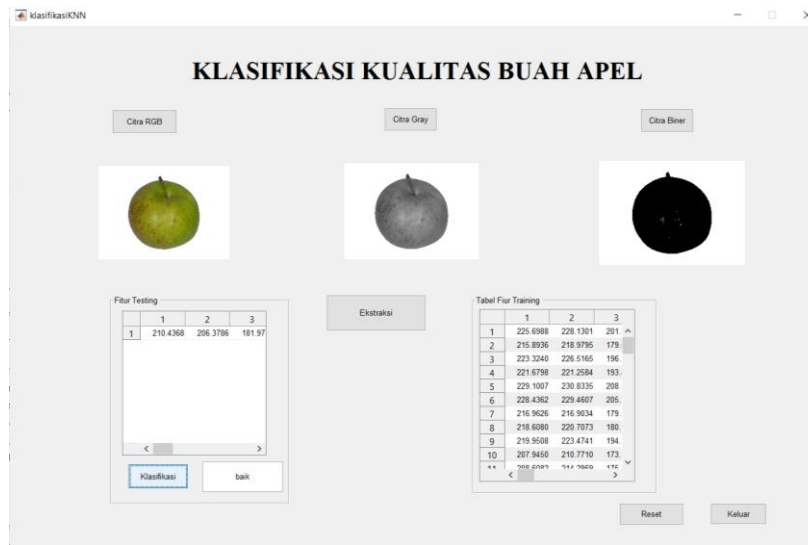 klasifikasiKNN
KLASIFIKASI KUALITAS BUAH APEL
Citra RGB
Citra Gray
Citra Biner
Fitur Testing
1 2 3
1 210.4368 206.3786 181.97
Klasifikasi
baik
Ekstraksi
Tabel Fiur Training
1 2 3
1 225.6988 228.1301 201.
2 215.8936 218.9795 179.
3 223.3240 226.5165 196.
4 221.6798 221.2584 193.
5 229.1007 230.8335 208.
6 228.4362 229.4607 205.
7 216.9626 216.9034 179.
8 218.6080 220.7073 180.
9 219.9508 223.4741 194.
10 207.9450 210.7710 173.
Reset
Keluar